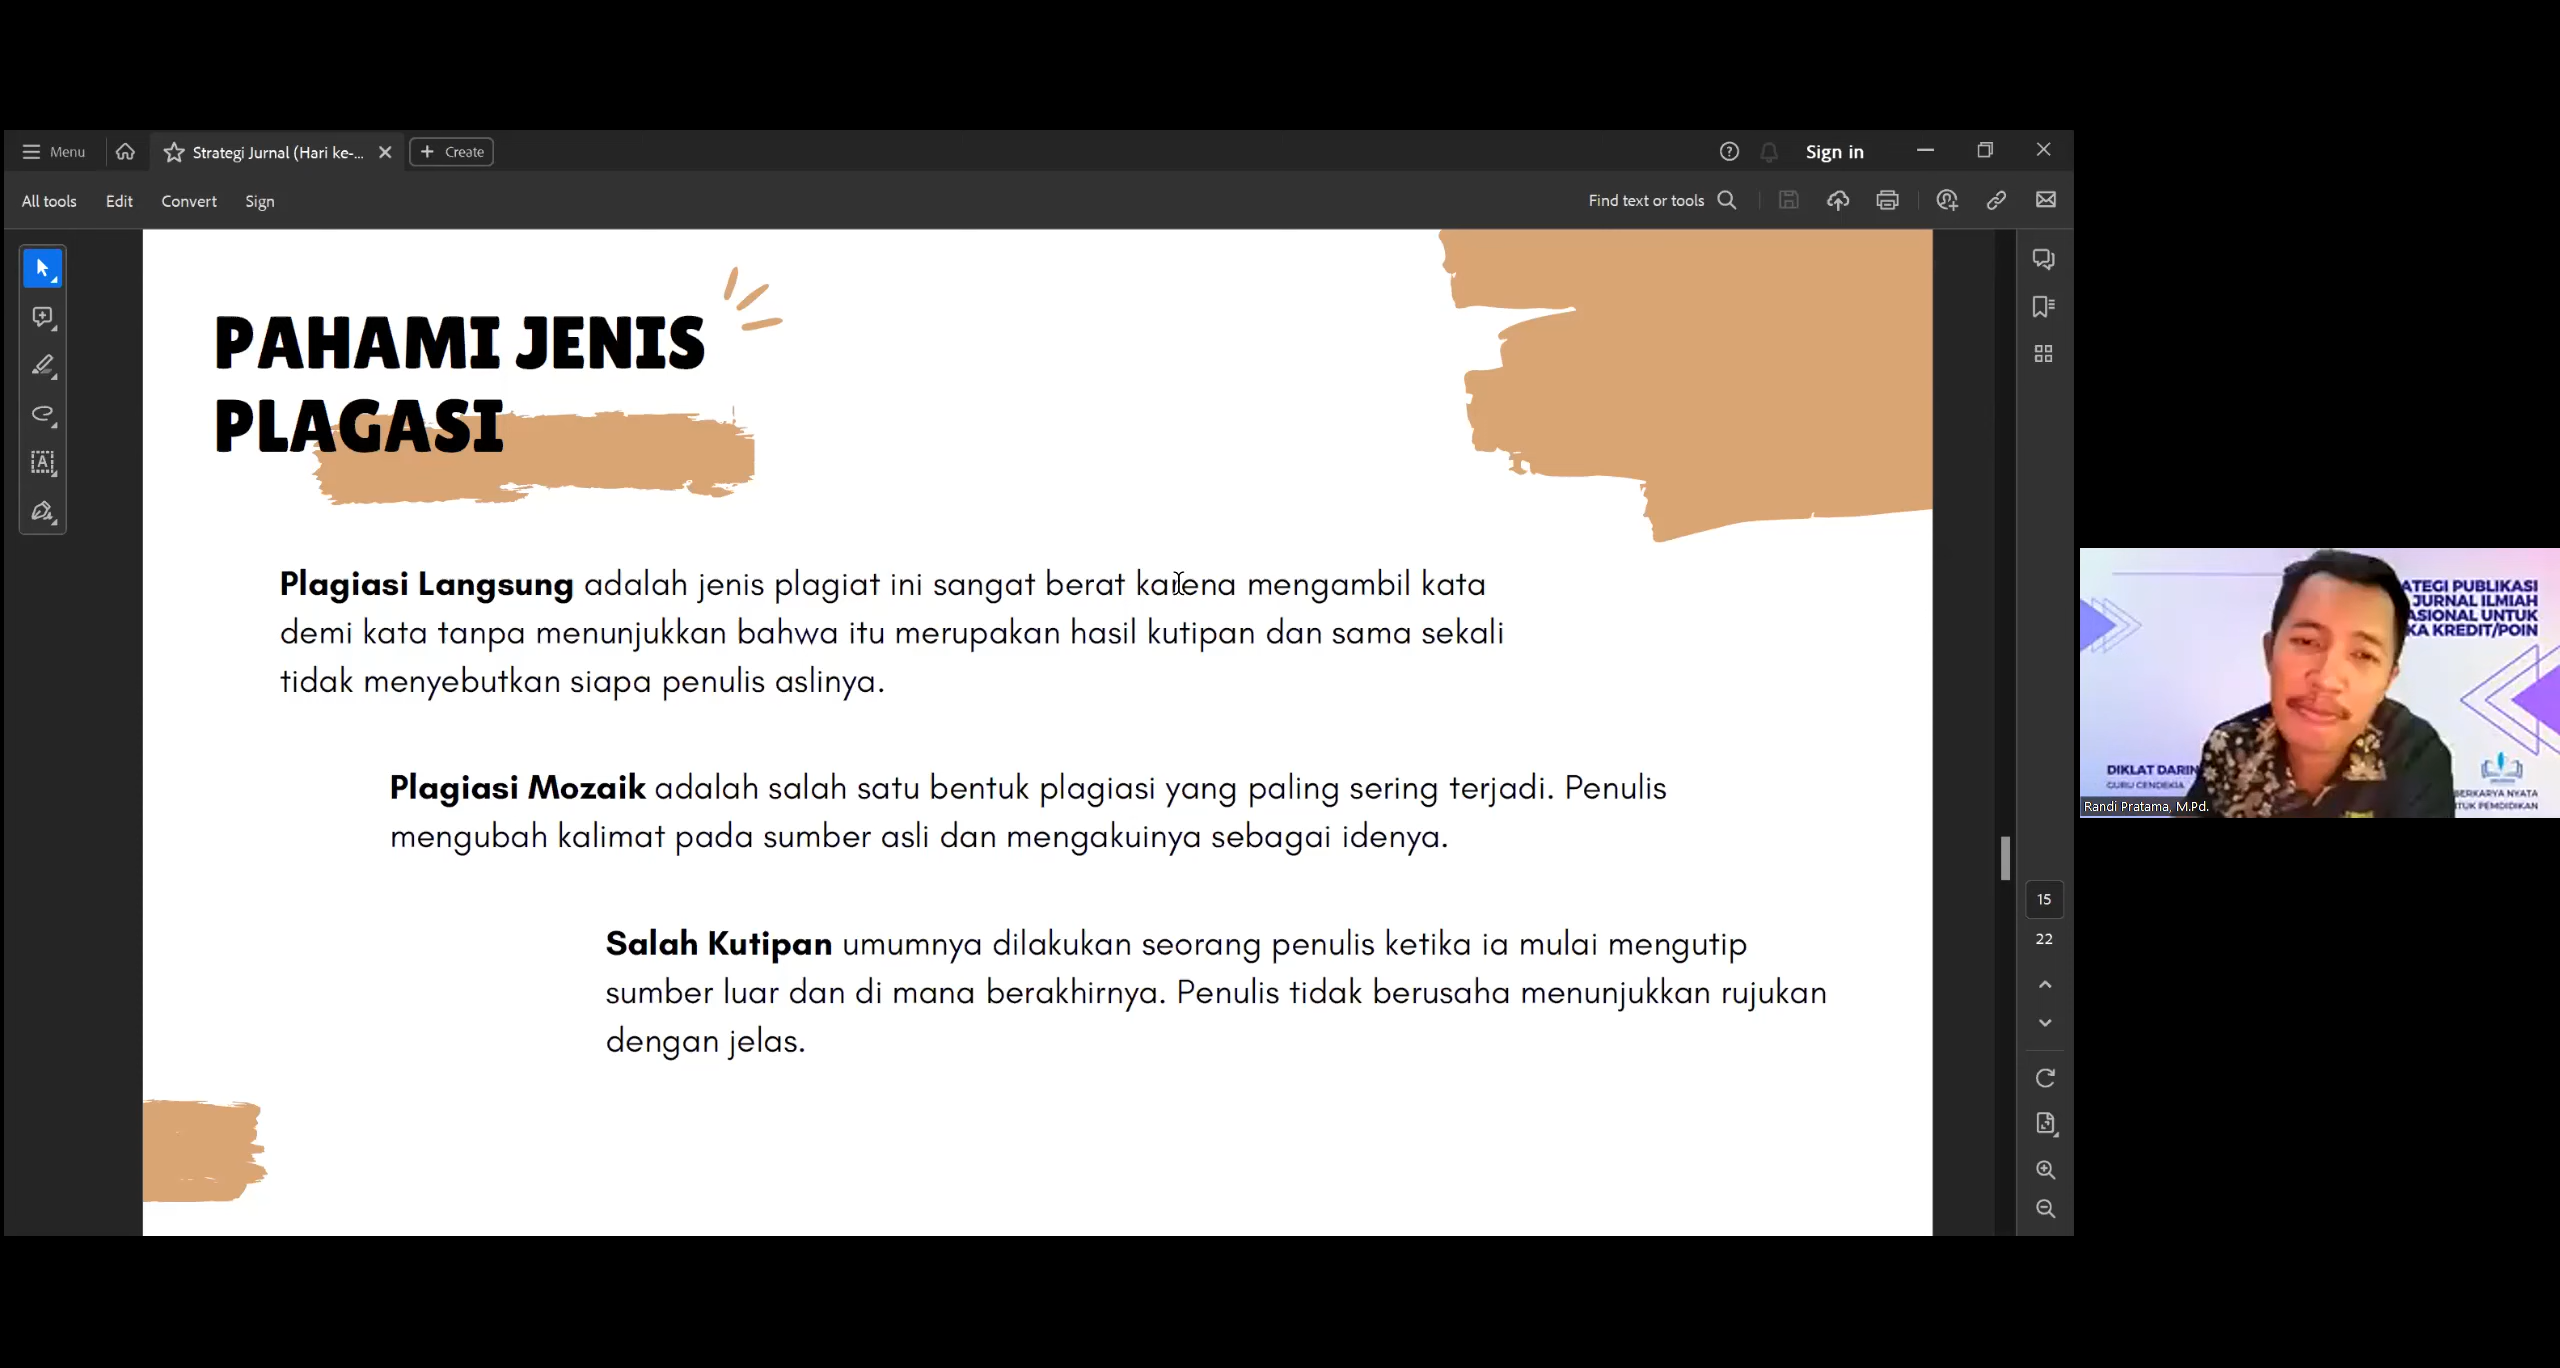 Menu
Strategi Jurnal (Hari ke-...
Create
Sign in
All tools
Edit
Convert
Sign
Find text or tools
PAHAMI JENIS
PLAGASI
Plagiasi Langsung adalah jenis plagiat ini sangat berat karena mengambil kata
demi kata tanpa menunjukkan bahwa itu merupakan hasil kutipan dan sama sekali
tidak menyebutkan siapa penulis aslinya.
Plagiasi Mozaik adalah salah satu bentuk plagiasi yang paling sering terjadi. Penulis
mengubah kalimat pada sumber asli dan mengakuinya sebagai idenya.
Salah Kutipan umumnya dilakukan seorang penulis ketika ia mulai mengutip
sumber luar dan di mana berakhirnya. Penulis tidak berusaha menunjukkan rujukan
dengan jelas.
15
22
ATEGI PUBLIKASI
JURNAL ILMIAH
ASIONAL UNTUK
KA KREDIT/POIN
DIKLAT DARIN
GURU CENDEKIA
BERKARYA NYATA
TUK PEMDIDIKAN
Randi Pratama, M.Pd.